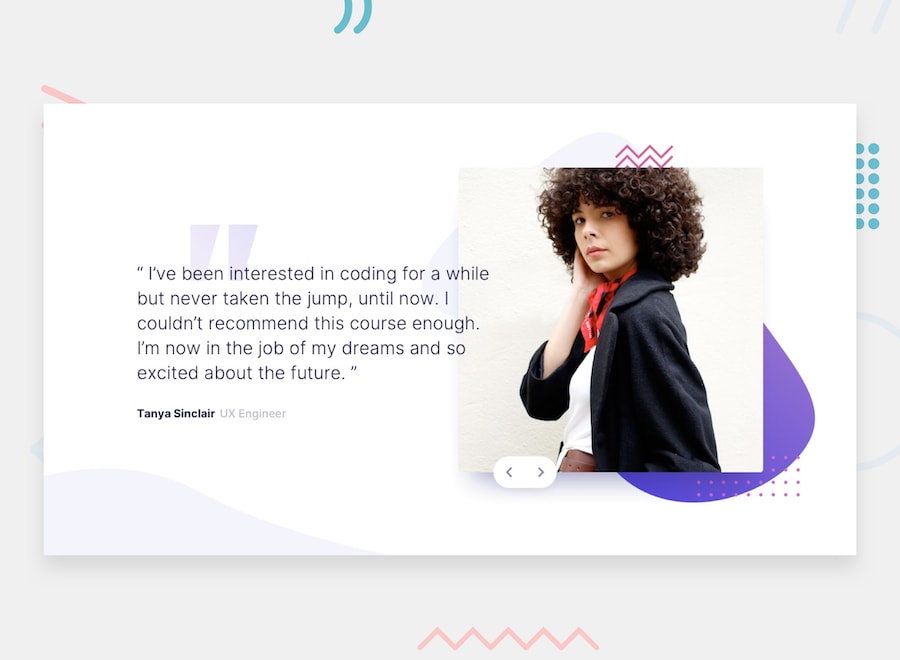 “ I’ve been interested in coding for a while
but never taken the jump, until now. I
couldn’t recommend this course enough.
I’m now in the job of my dreams and so
excited about the future. ”
Tanya Sinclair UX Engineer